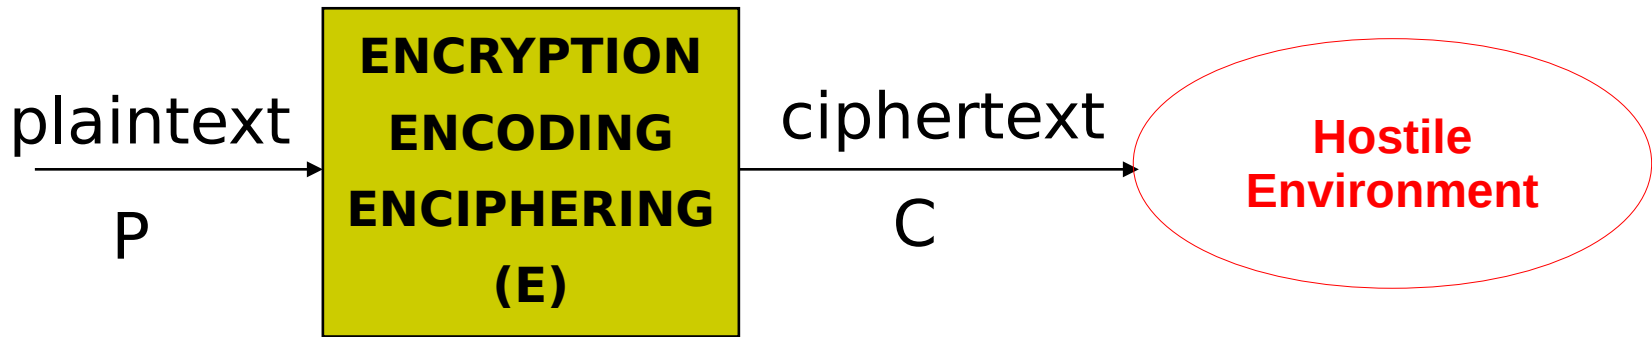 plaintext
P
ENCRYPTION
ENCODING
ENCIPHERING
(E)
ciphertext
C
Hostile
Environment